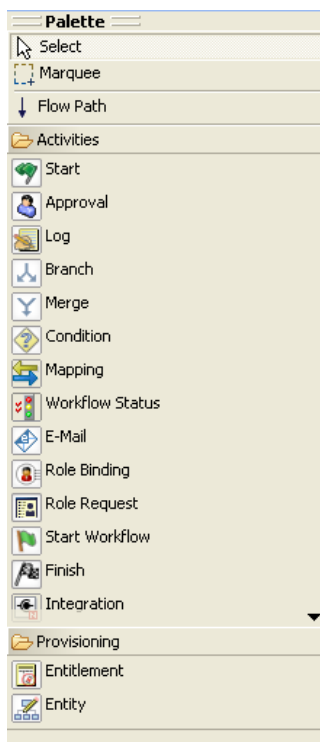 Palette
Select
Marquee
Flow Path
Activities
Start
Approval
Log
Branch
Merge
Condition
Mapping
Workflow Status
E-Mail
Role Binding
Role Request
Start Workflow
Finish
Integration
Provisioning
Entitlement
Entity